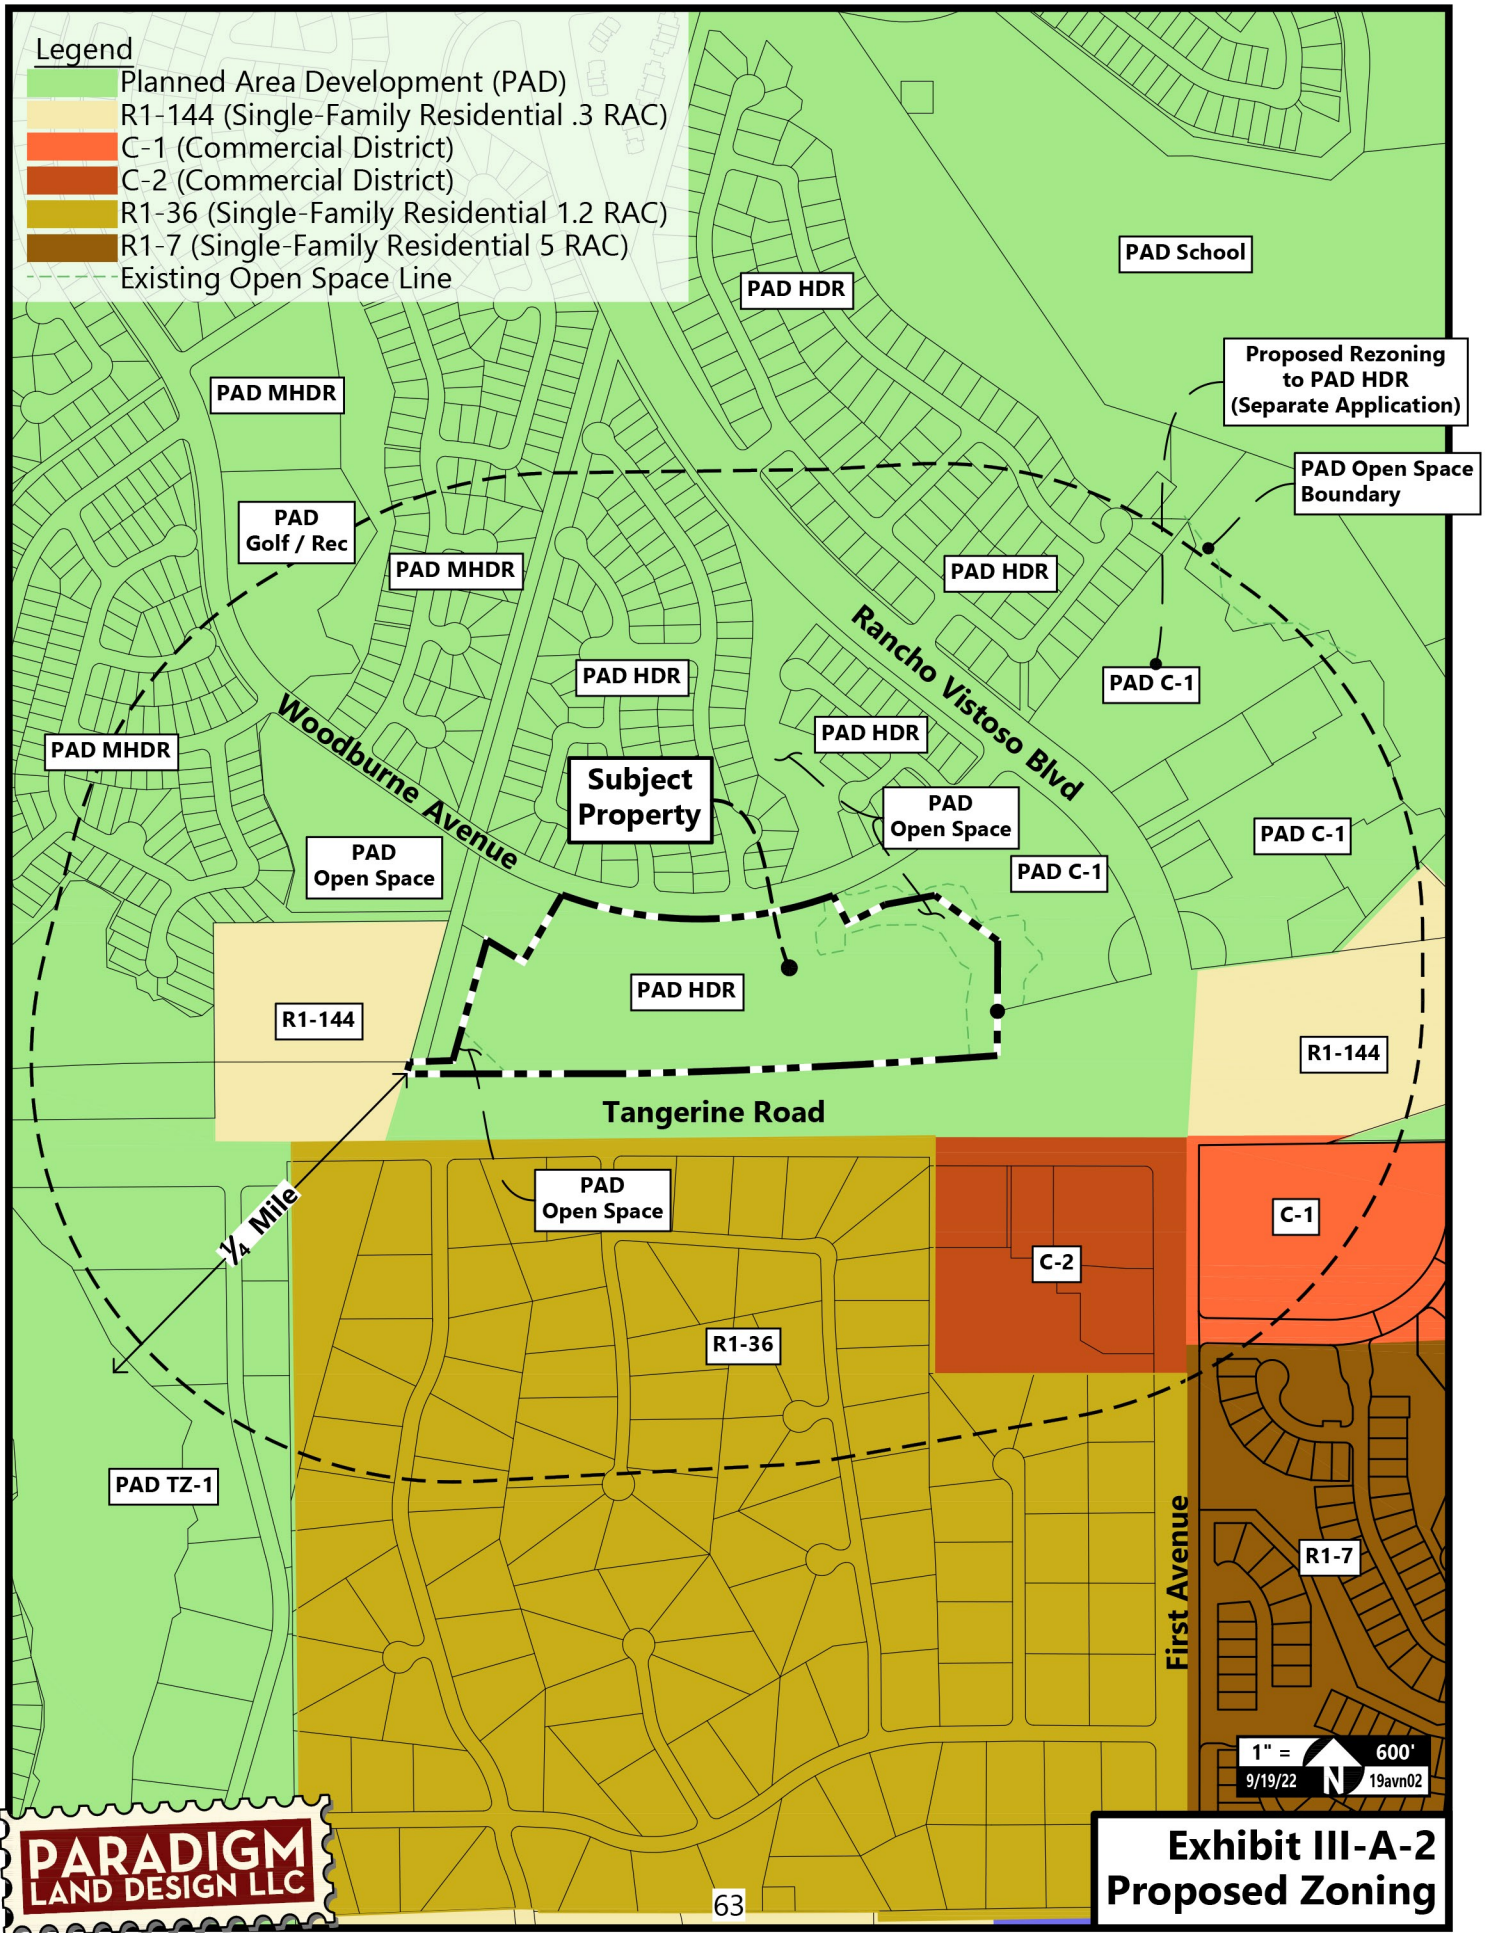 Legend
Planned Area Development (PAD)
R1-144 (Single-Family Residential .3 RAC)
C-1 (Commercial District)
C-2 (Commercial District)
R1-36 (Single-Family Residential 1.2 RAC)
R1-7 (Single-Family Residential 5 RAC)
Existing Open Space Line
PAD School
PAD HDR
Proposed Rezoning
to PAD HDR
(Separate Application)
PAD MHDR
PAD Open Space
Boundary
PAD
Golf / Rec
PAD MHDR
PAD HDR
Rancho Vistoso Blvd
PAD HDR
PAD C-1
Woodburne Avenue
PAD HDR
PAD MHDR
Subject
Property
PAD
Open Space
PAD C-1
PAD
Open Space
PAD C-1
PAD HDR
R1-144
R1-144
Tangerine Road
PAD
Open Space
1/4 Mile
C-1
C-2
R1-36
PAD TZ-1
First Avenue
R1-7
1" = 600'
9/19/22 N 19avn02
PARADIGM
LAND DESIGN LLC
Exhibit III-A-2
Proposed Zoning
63